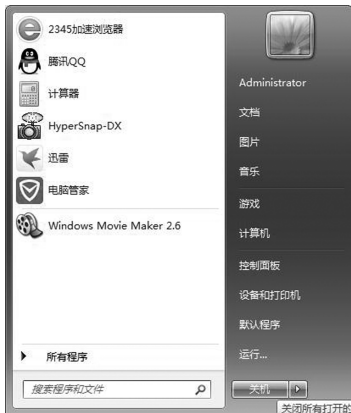 2345加速浏览器
腾讯QQ
计算器
HyperSnap-DX
迅雷
电脑管家
Windows Movie Maker 2.6
所有程序
搜索程序和文件
Administrator
文档
图片
音乐
游戏
计算机
控制面板
设备和打印机
默认程序
运行...
关机
关闭所有打开的